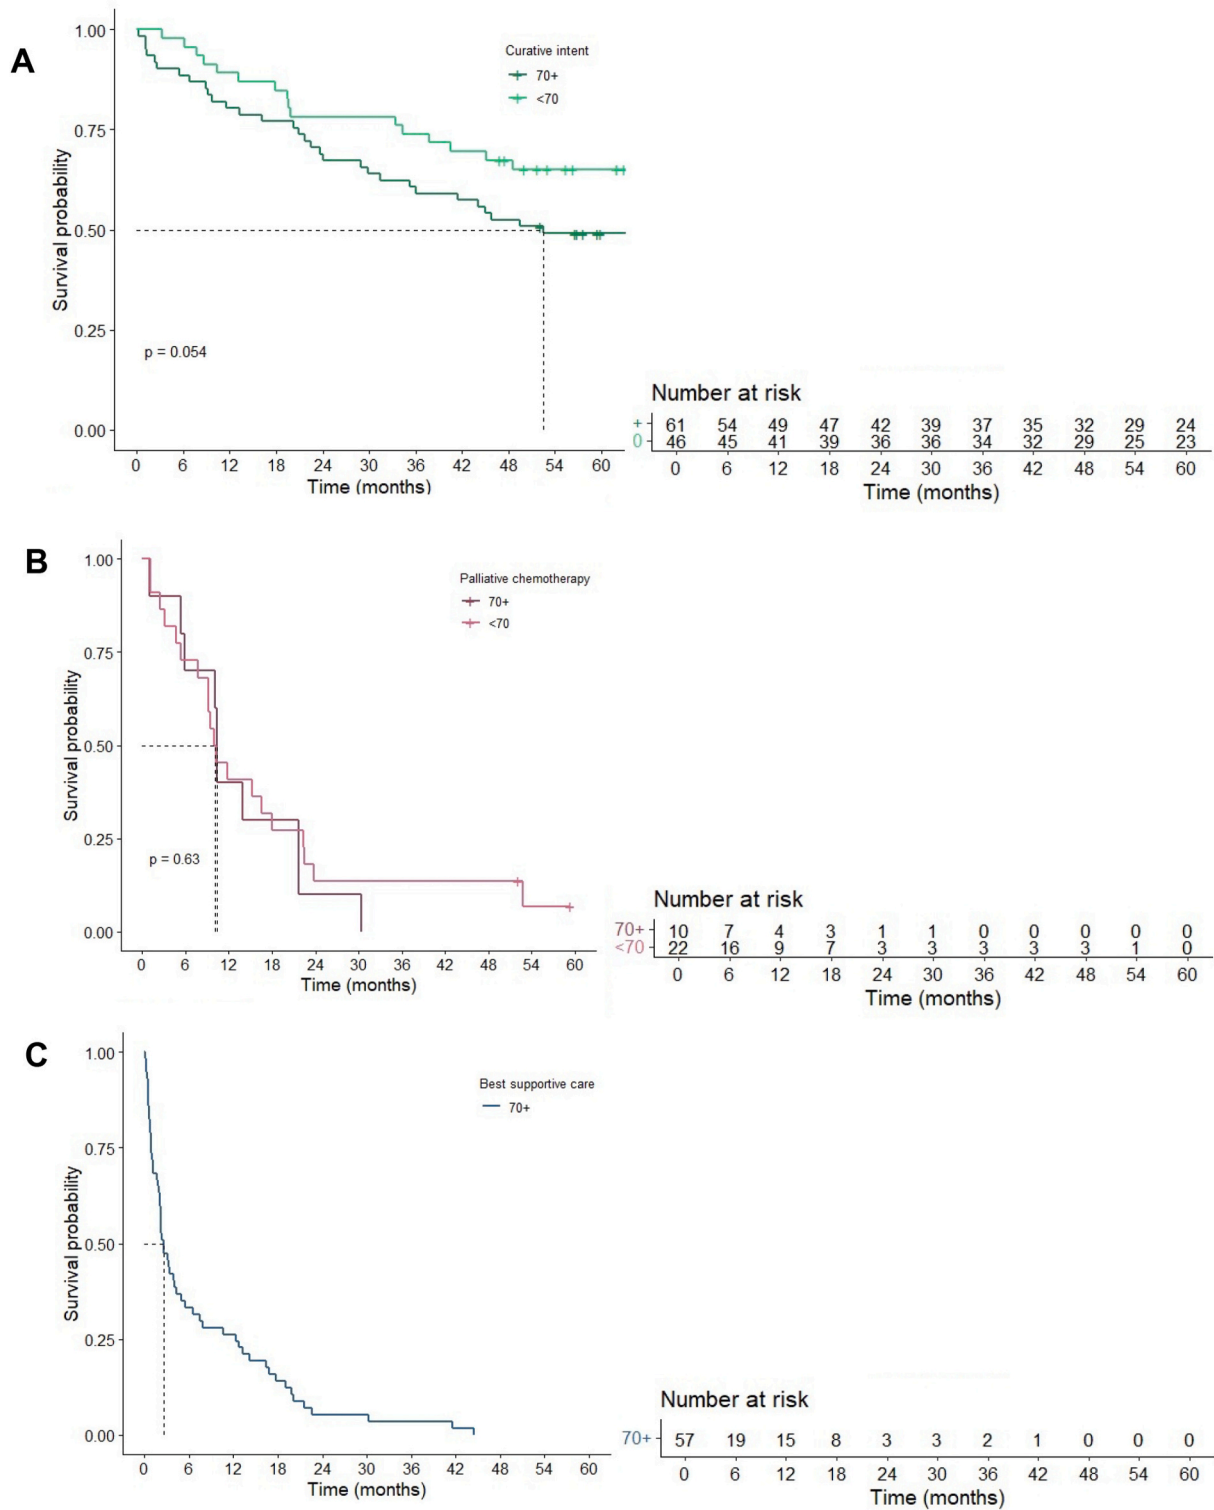 A
1.00
0.75
0.50
0.25
0.00
Survival probability
Curative intent
70+
<70
p = 0.054
0 6 12 18 24 30 36 42 48 54 60
Time (months)
Number at risk
+ 61 54 49 47 42 39 37 35 32 29 24
0 46 45 41 39 36 36 34 32 29 25 23
0 6 12 18 24 30 36 42 48 54 60
Time (months)
B
1.00
0.75
0.50
0.25
0.00
Survival probability
Palliative chemotherapy
70+
<70
p = 0.63
0 6 12 18 24 30 36 42 48 54 60
Time (months)
Number at risk
70+ 10 7 4 3 1 1 0 0 0 0 0
<70 22 16 9 7 3 3 3 3 3 1 0
0 6 12 18 24 30 36 42 48 54 60
Time (months)
C
1.00
0.75
0.50
0.25
0.00
Survival probability
Best supportive care
70+
0 6 12 18 24 30 36 42 48 54 60
Time (months)
Number at risk
70+ 57 19 15 8 3 3 2 1 0 0 0
0 6 12 18 24 30 36 42 48 54 60
Time (months)